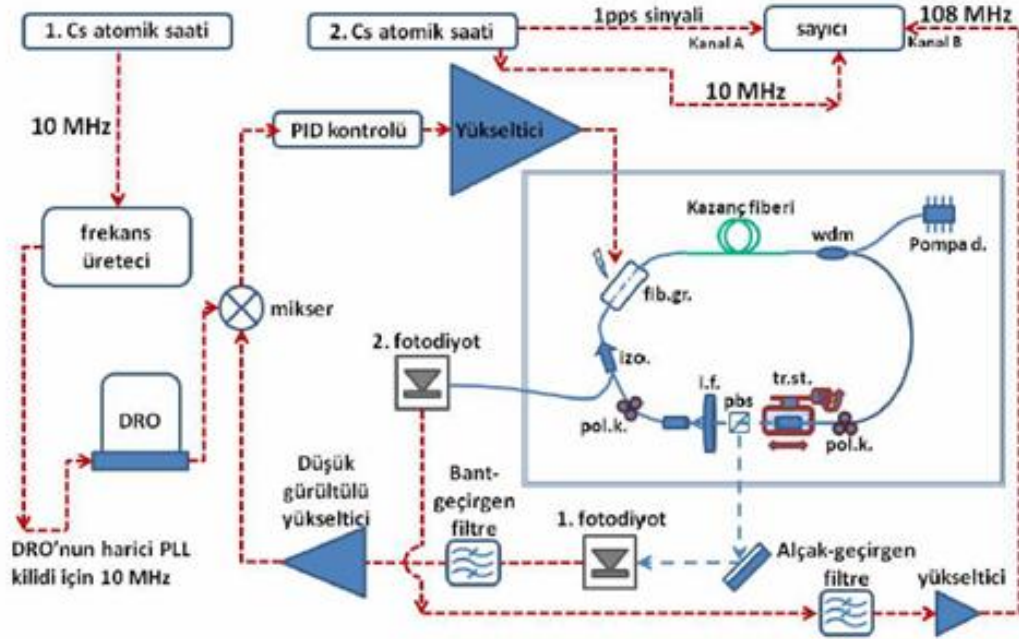 1. Cs atomik saati
2. Cs atomik saati
1pps sinyali
Kanal A
sayıcı
108 MHz
Kanal B
10 MHz
10 MHz
PID kontrolü
Yükseltici
frekans
üreteci
mikser
Kazanç fiberi
wdm
Pompa d.
fib.gr.
izo.
2. fotodiyot
DRO
pol.k.
i.f.
pbs
tr.st.
pol.k.
Düşük
gürültülü
yükseltici
Bant-
geçirgen
filtre
1. fotodiyot
Alçak-geçirgen
filtre
yükseltici
DRO'nun harici PLL
kilidi için 10 MHz